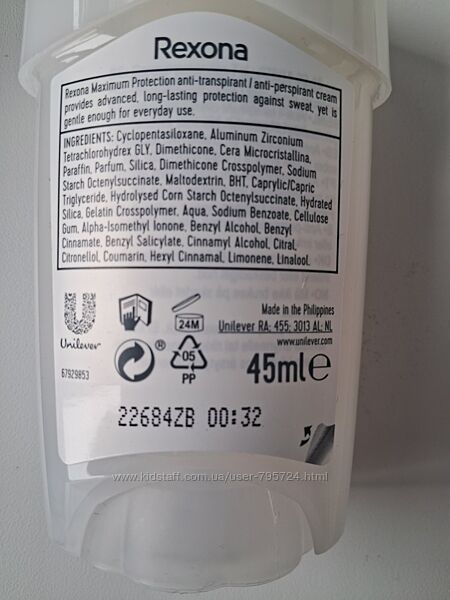 Rexona
Rexona Maximum Protection anti-transpirant / anti-perspirant cream
provides advanced, long-lasting protection against sweat, yet is
gentle enough for everyday use.
INGREDIENTS: Cyclopentasiloxane, Aluminum Zirconium
Tetrachlorohydrex GLY, Dimethicone, Cera Microcristallina,
Paraffin, Parfum, Silica, Dimethicone Crosspolymer, Sodium
Starch Octenylsuccinate, Maltodextrin, BHT, Caprylic/Capric
Triglyceride, Hydrolysed Corn Starch Octenylsuccinate, Hydrated
Silica, Gelatin Crosspolymer, Aqua, Sodium Benzoate, Cellulose
Gum, Alpha-Isomethyl Ionone, Benzyl Alcohol, Benzyl
Cinnamate, Benzyl Salicylate, Cinnamyl Alcohol, Citral,
Citronellol, Coumarin, Hexyl Cinnamal, Limonene, Linalool.
24M
Made in the Philippines
Unilever RA; 455; 3013 AL; NL
www.unilever.com
Unilever
®
05
PP
45ml e
67929853
22684ZB 00:32
www.kidstaff.com.ua/user-795724.html